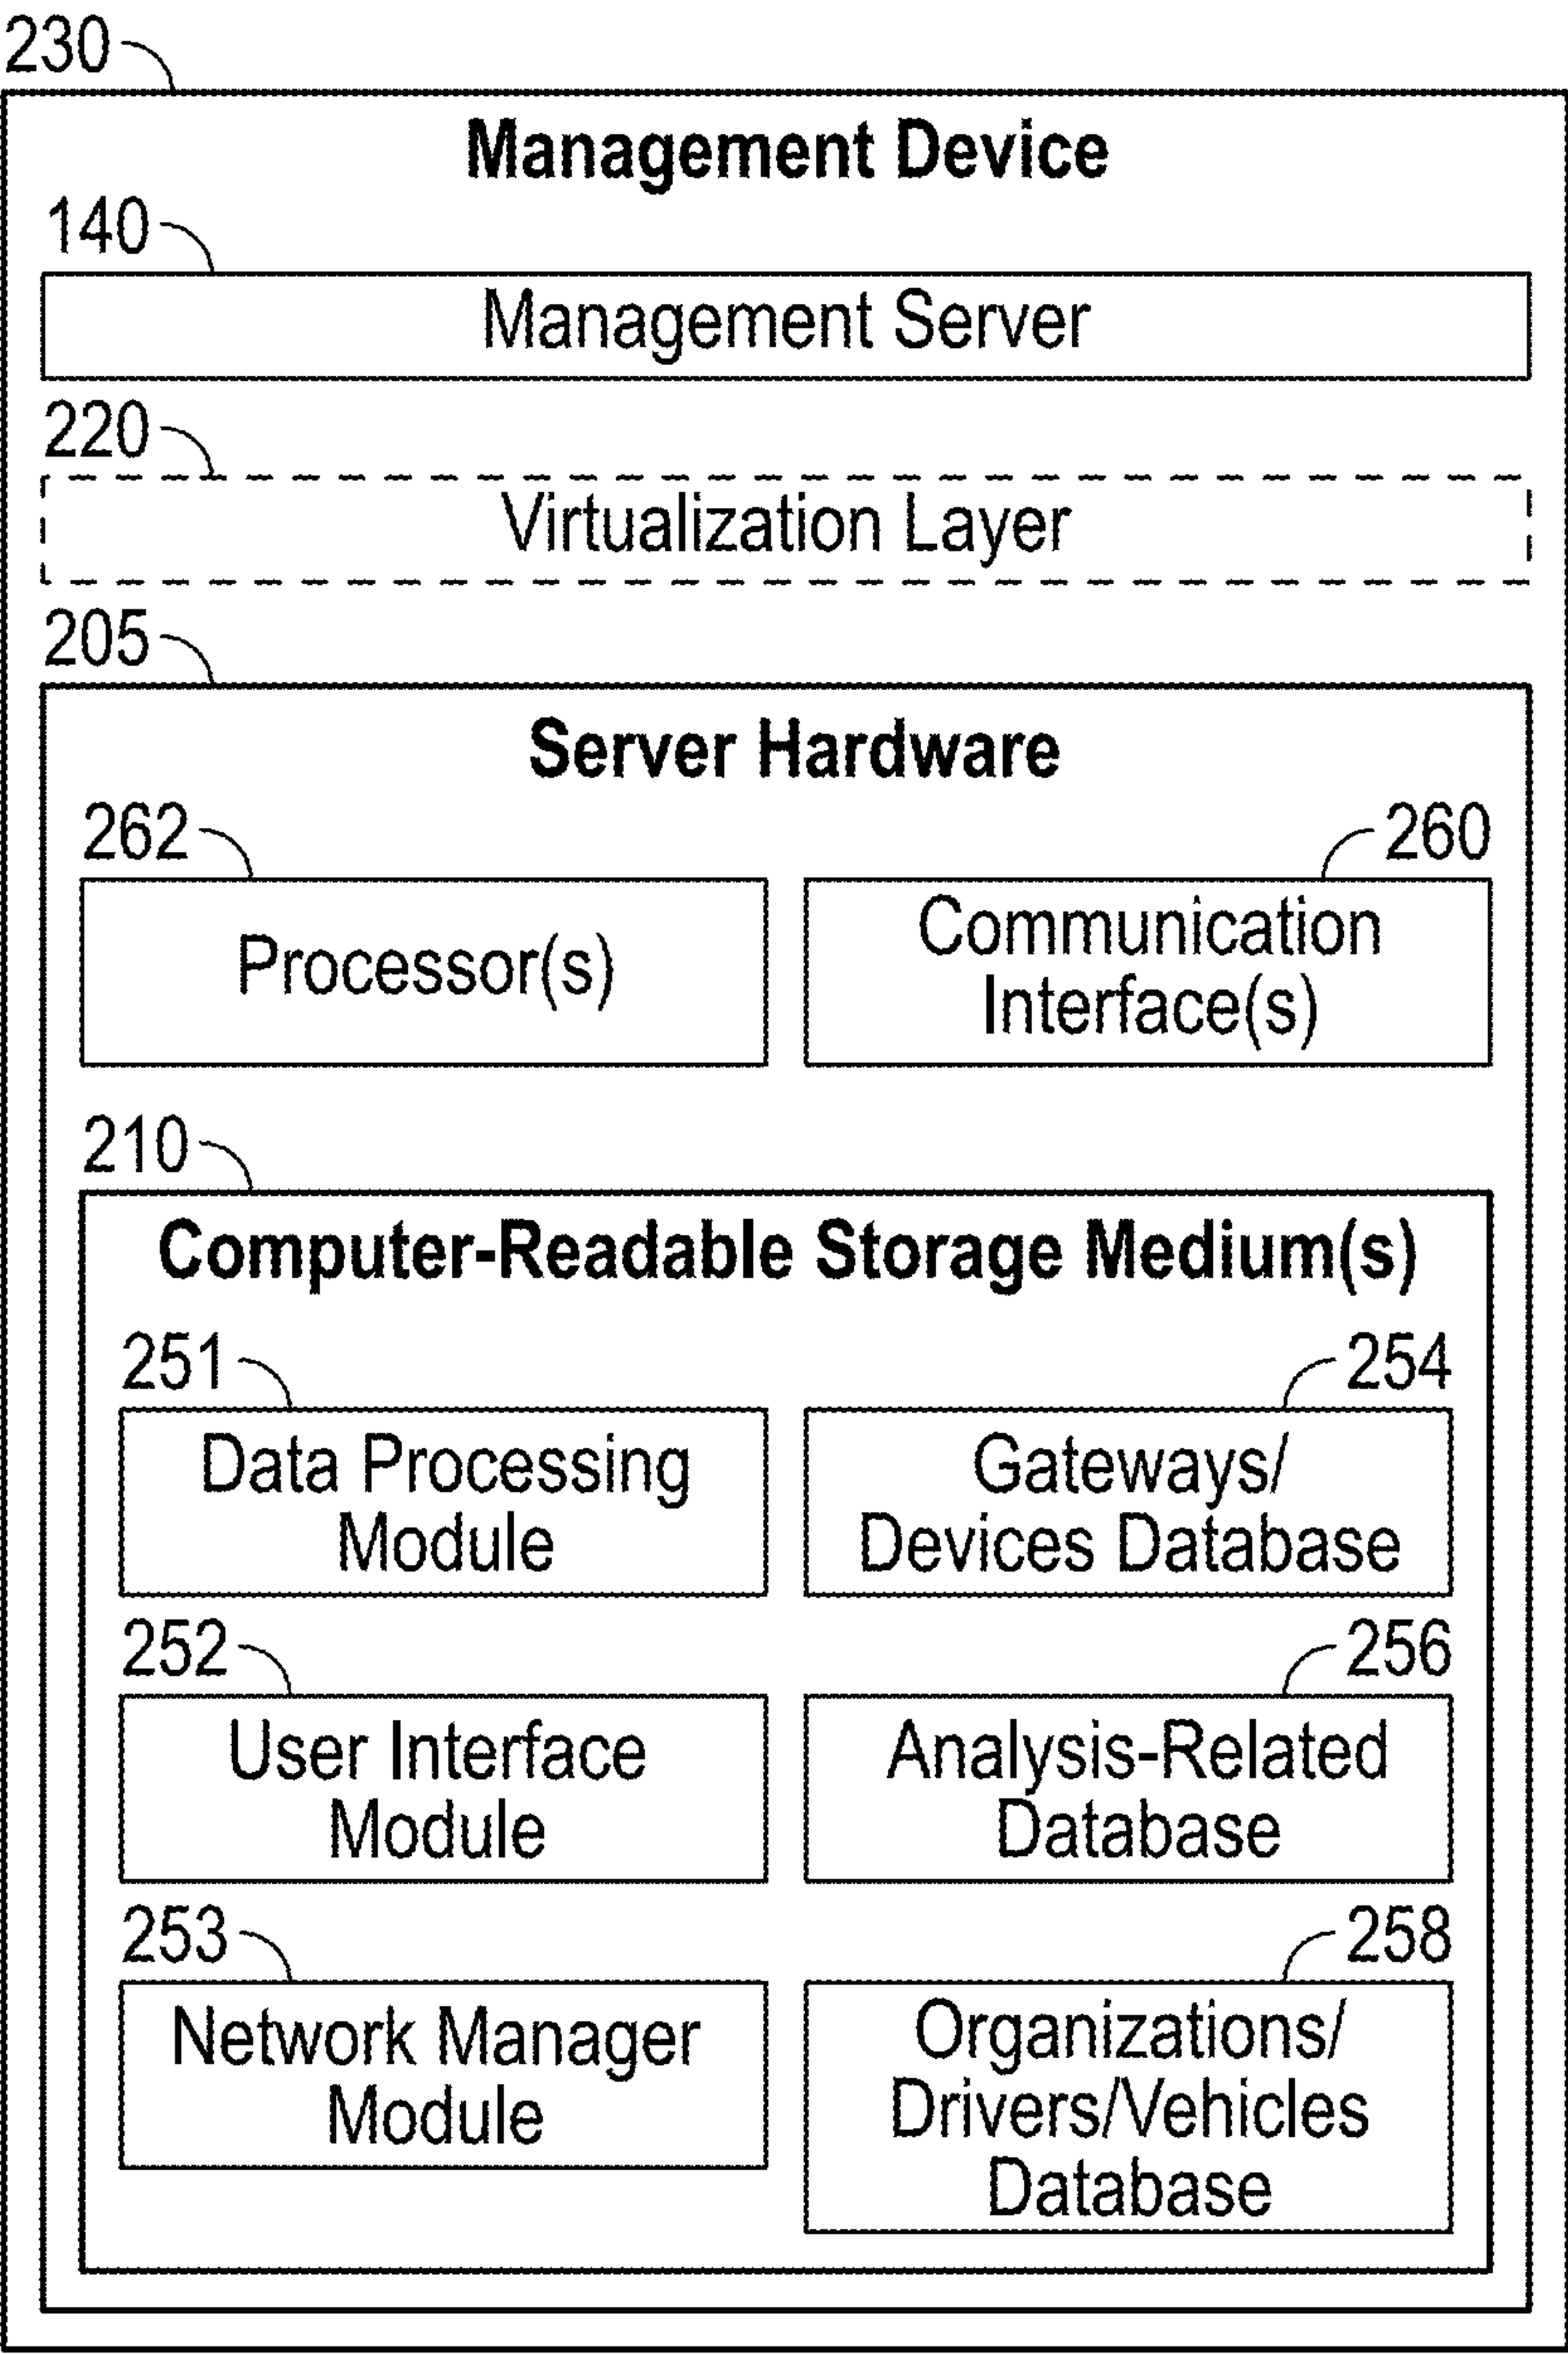 230
Management Device
140
Management Server
220
Virtualization Layer
205
Server Hardware
262
Processor(s)
260
Communication
Interface(s)
210
Computer-Readable Storage Medium(s)
251
Data Processing
Module
254
Gateways/
Devices Database
252
User Interface
Module
256
Analysis-Related
Database
253
Network Manager
Module
258
Organizations/
Drivers/Vehicles
Database